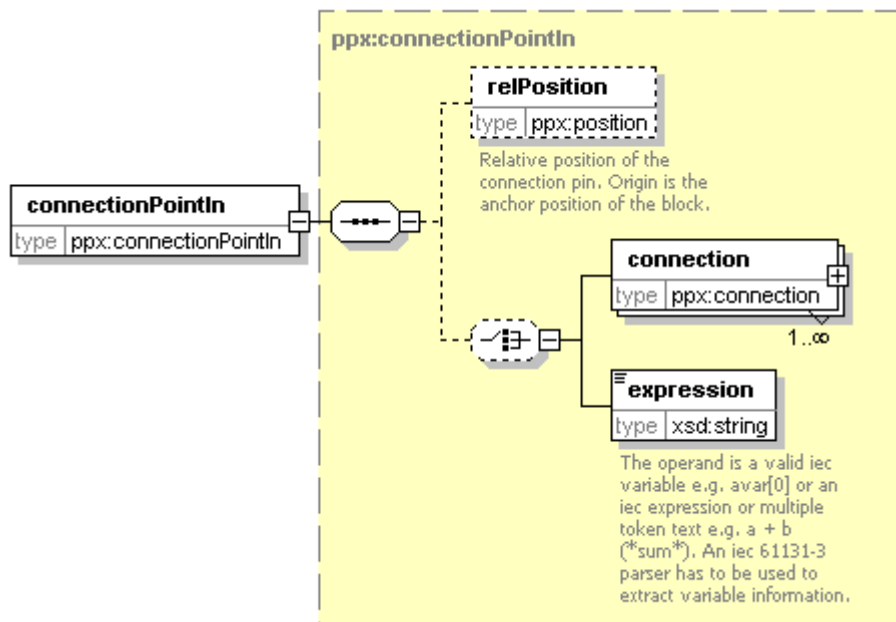 ppx:connectionPointIn
relPosition
type ppx:position
Relative position of the
connection pin. Origin is the
anchor position of the block.
connectionPointIn
type ppx:connectionPointIn
connection
type ppx:connection
1..∞
expression
type xsd:string
The operand is a valid iec
variable e.g. avar[0] or an
iec expression or multiple
token text e.g. a + b
(*sum*). An iec 61131-3
parser has to be used to
extract variable information.